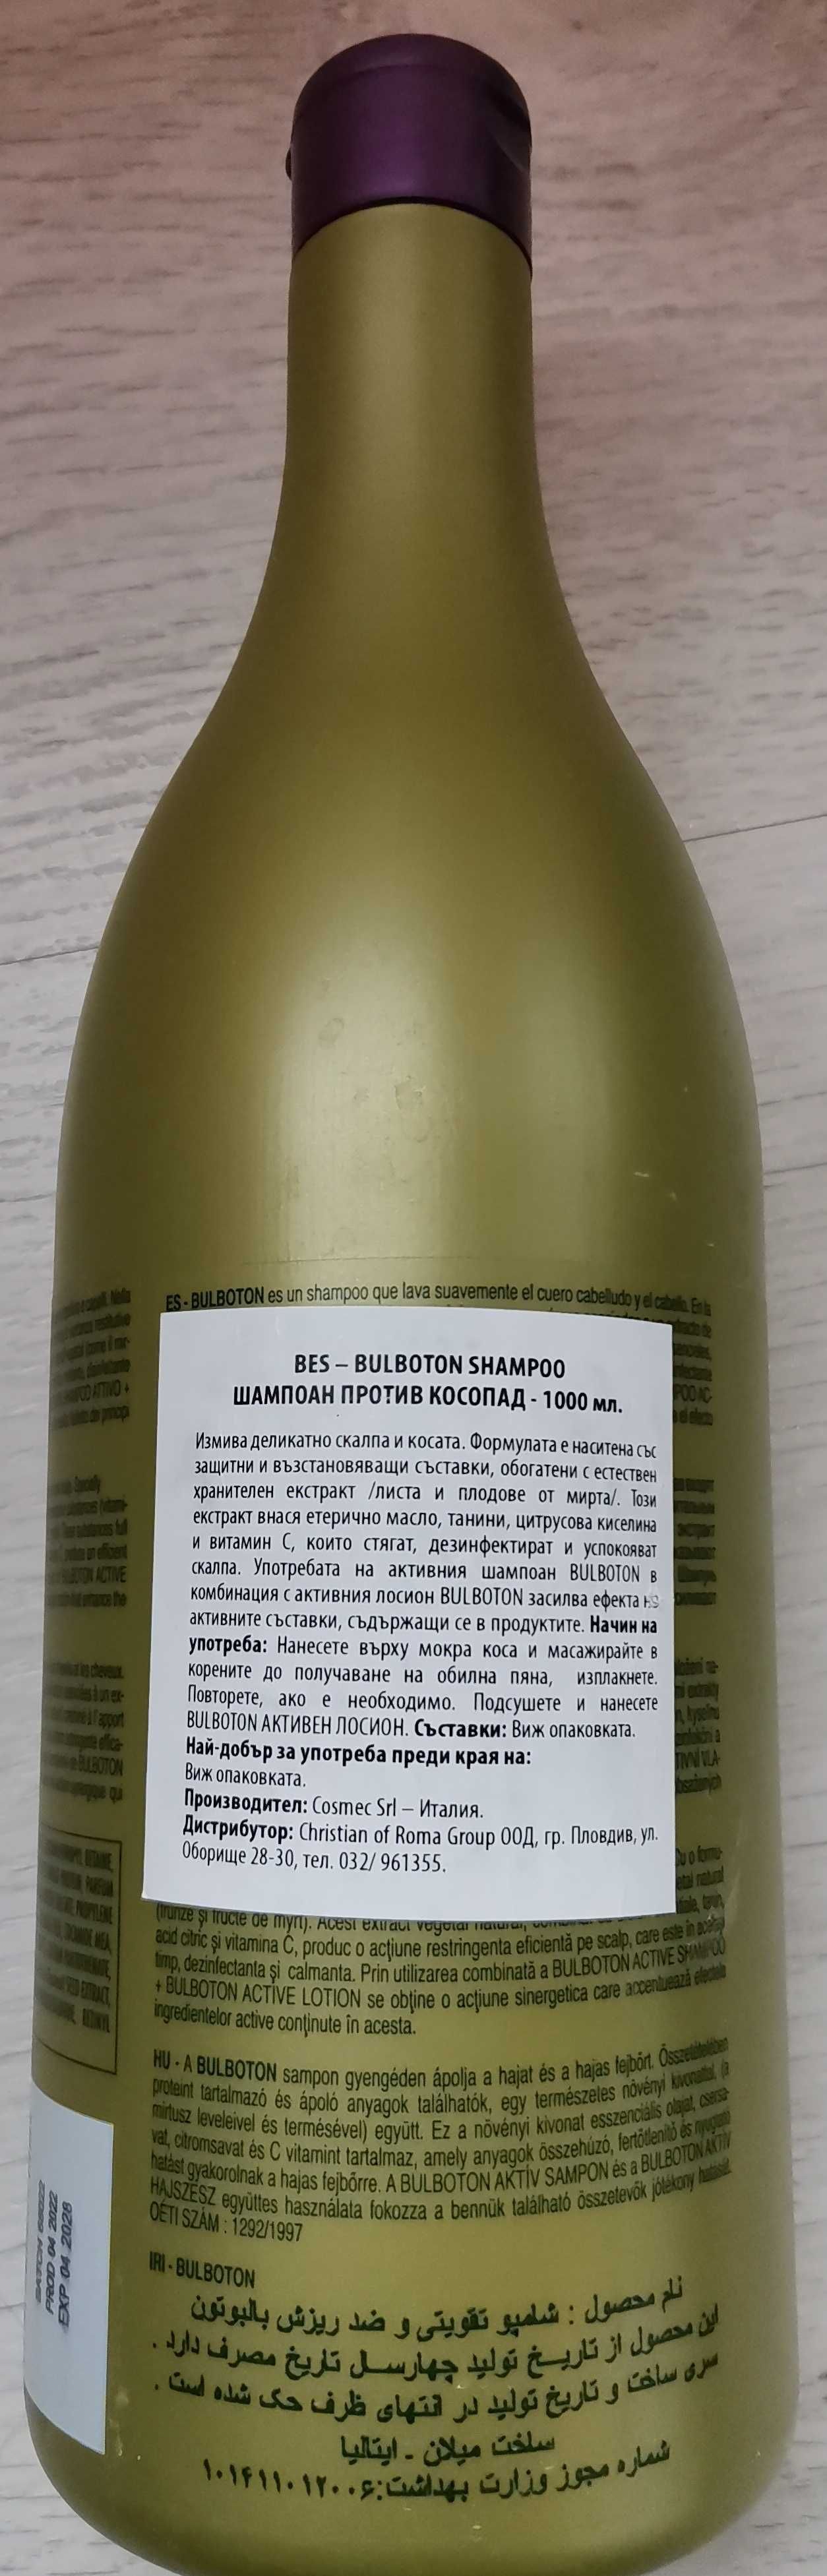 ES - BULBOTON es un shampoo que lava suavemente el cuero cabelludo y el cabello. En la
BES – BULBOTON SHAMPOO
ШАМПОАН ПРОТИВ КОСОПАД - 1000 мл.
Измива деликатно скалпа и косата. Формулата е наситена със
защитни и възстановяващи съставки, обогатени с естествен
хранителен екстракт /листа и плодове от мирта/. Този
екстракт внася етерично масло, танини, цитрусова киселина
и витамин С, които стягат, дезинфектират и успокояват
скалпа. Употребата на активния шампоан BULBOTON в
комбинация с активния лосион BULBOTON засилва ефекта на
активните съставки, съдържащи се в продуктите. Начин на
употреба: Нанесете върху мокра коса и масажирайте в
корените до получаване на обилна пяна, изплакнете.
Повторете, ако е необходимо. Подсушете и нанесете
BULBOTON АКТИВЕН ЛОСИОН. Съставки: Виж опаковката.
Най-добър за употреба преди края на:
Виж опаковката.
Производител: Cosmec Srl – Италия.
Дистрибутор: Christian of Roma Group ООД, гр. Пловдив, ул.
Оборище 28-30, тел. 032/ 961355.
(frunze şi fructe de myrt). Acest extract vegetal natural,
acid citric şi vitamina C, produc o acţiune restringenta eficientă pe scalp, care este în acelaşi
timp, dezinfectanta şi calmanta. Prin utilizarea combinată a BULBOTON ACTIVE SHAMPOO
+ BULBOTON ACTIVE LOTION se obţine o acţiune sinergetica care accentuează efectele
ingredientelor active conţinute în acesta.
HU - A BULBOTON sampon gyengéden ápolja a hajat és a hajas fejbőrt. Összetételében
proteint tartalmazó és ápoló anyagok találhatók, egy természetes növényi kivonattal, (a
mirtusz leveleivel és termésével) együtt. Ez a növényi kivonat esszenciális olajat, csersa-
vat, citromsavat és C vitamint tartalmaz, amely anyagok összehúzó, fertőtlenítő és nyugtató
hatást gyakorolnak a hajas fejbőrre. A BULBOTON AKTÍV SAMPON és a BULBOTON AKTÍV
HAJSZESZ együttes használata fokozza a bennük található összetevők jótékony hatását.
OÉTI SZÁM : 1292/1997
IRI - BULBOTON
نام محصول : شامپو تقویتی و ضد ریزش بالبوتون
این محصول از تاریخ تولید چهارسال تاریخ مصرف دارد .
سری ساخت و تاریخ تولید در انتهای ظرف حک شده است .
ساخت میلان - ایتالیا
شماره مجوز وزارت بهداشت:۱۰۱۶۱۱۰۱۲۰۰۶
PROD 04 2022
EXP 04 2028